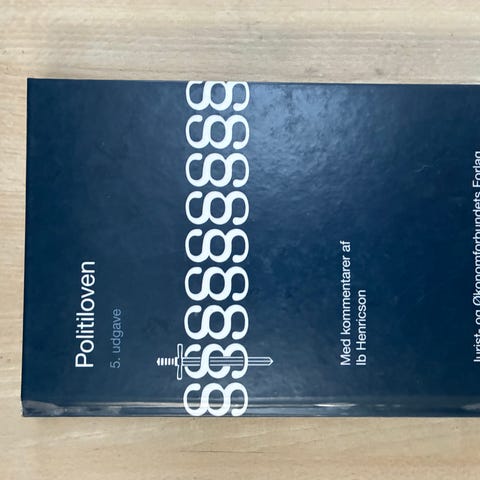 Politiloven
5. udgave
§§§§§§§§
Med kommentarer af
Ib Henricson
Jurist- og Økonomforbundets Forlag